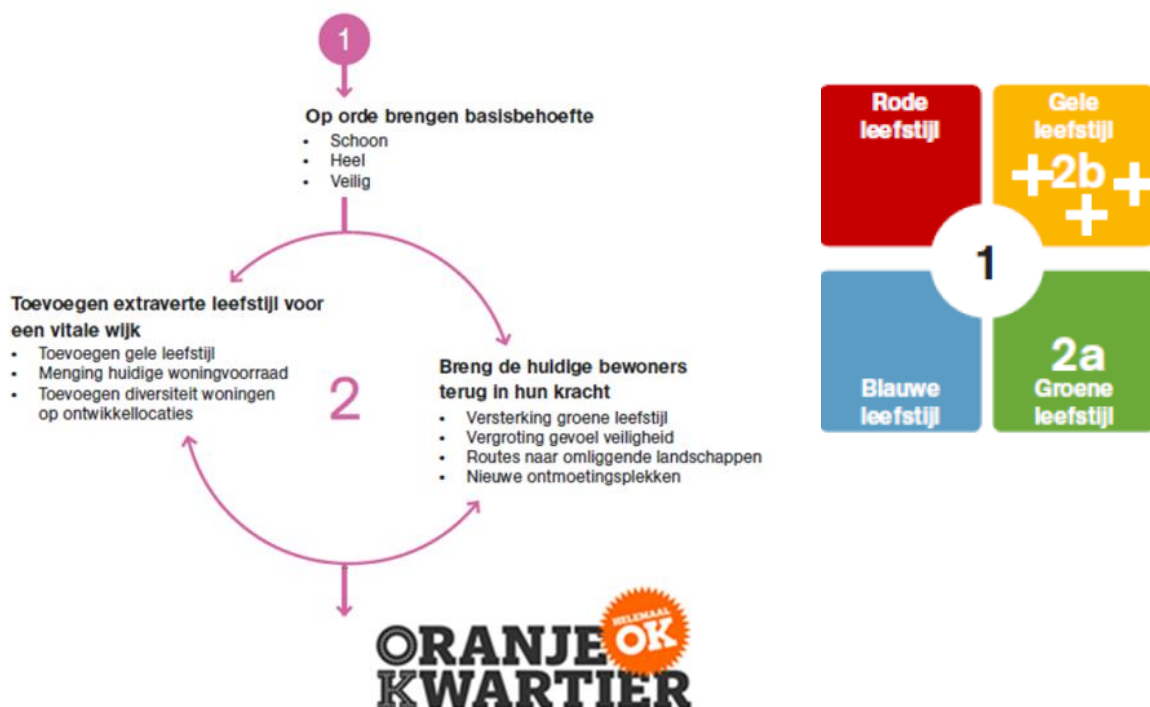 1
Op orde brengen basisbehoefte
• Schoon
• Heel
• Veilig
Toevoegen extraverte leefstijl voor
een vitale wijk
• Toevoegen gele leefstijl
• Menging huidige woningvoorraad
• Toevoegen diversiteit woningen
op ontwikkellocaties
2
Breng de huidige bewoners
terug in hun kracht
• Versterking groene leefstijl
• Vergroting gevoel veiligheid
• Routes naar omliggende landschappen
• Nieuwe ontmoetingsplekken
ORANJE
KWARTIER
HELEMAAL
OK
Rode
leefstijl
Gele
leefstijl
+2b +
+
1
Blauwe
leefstijl
2a
Groene
leefstijl